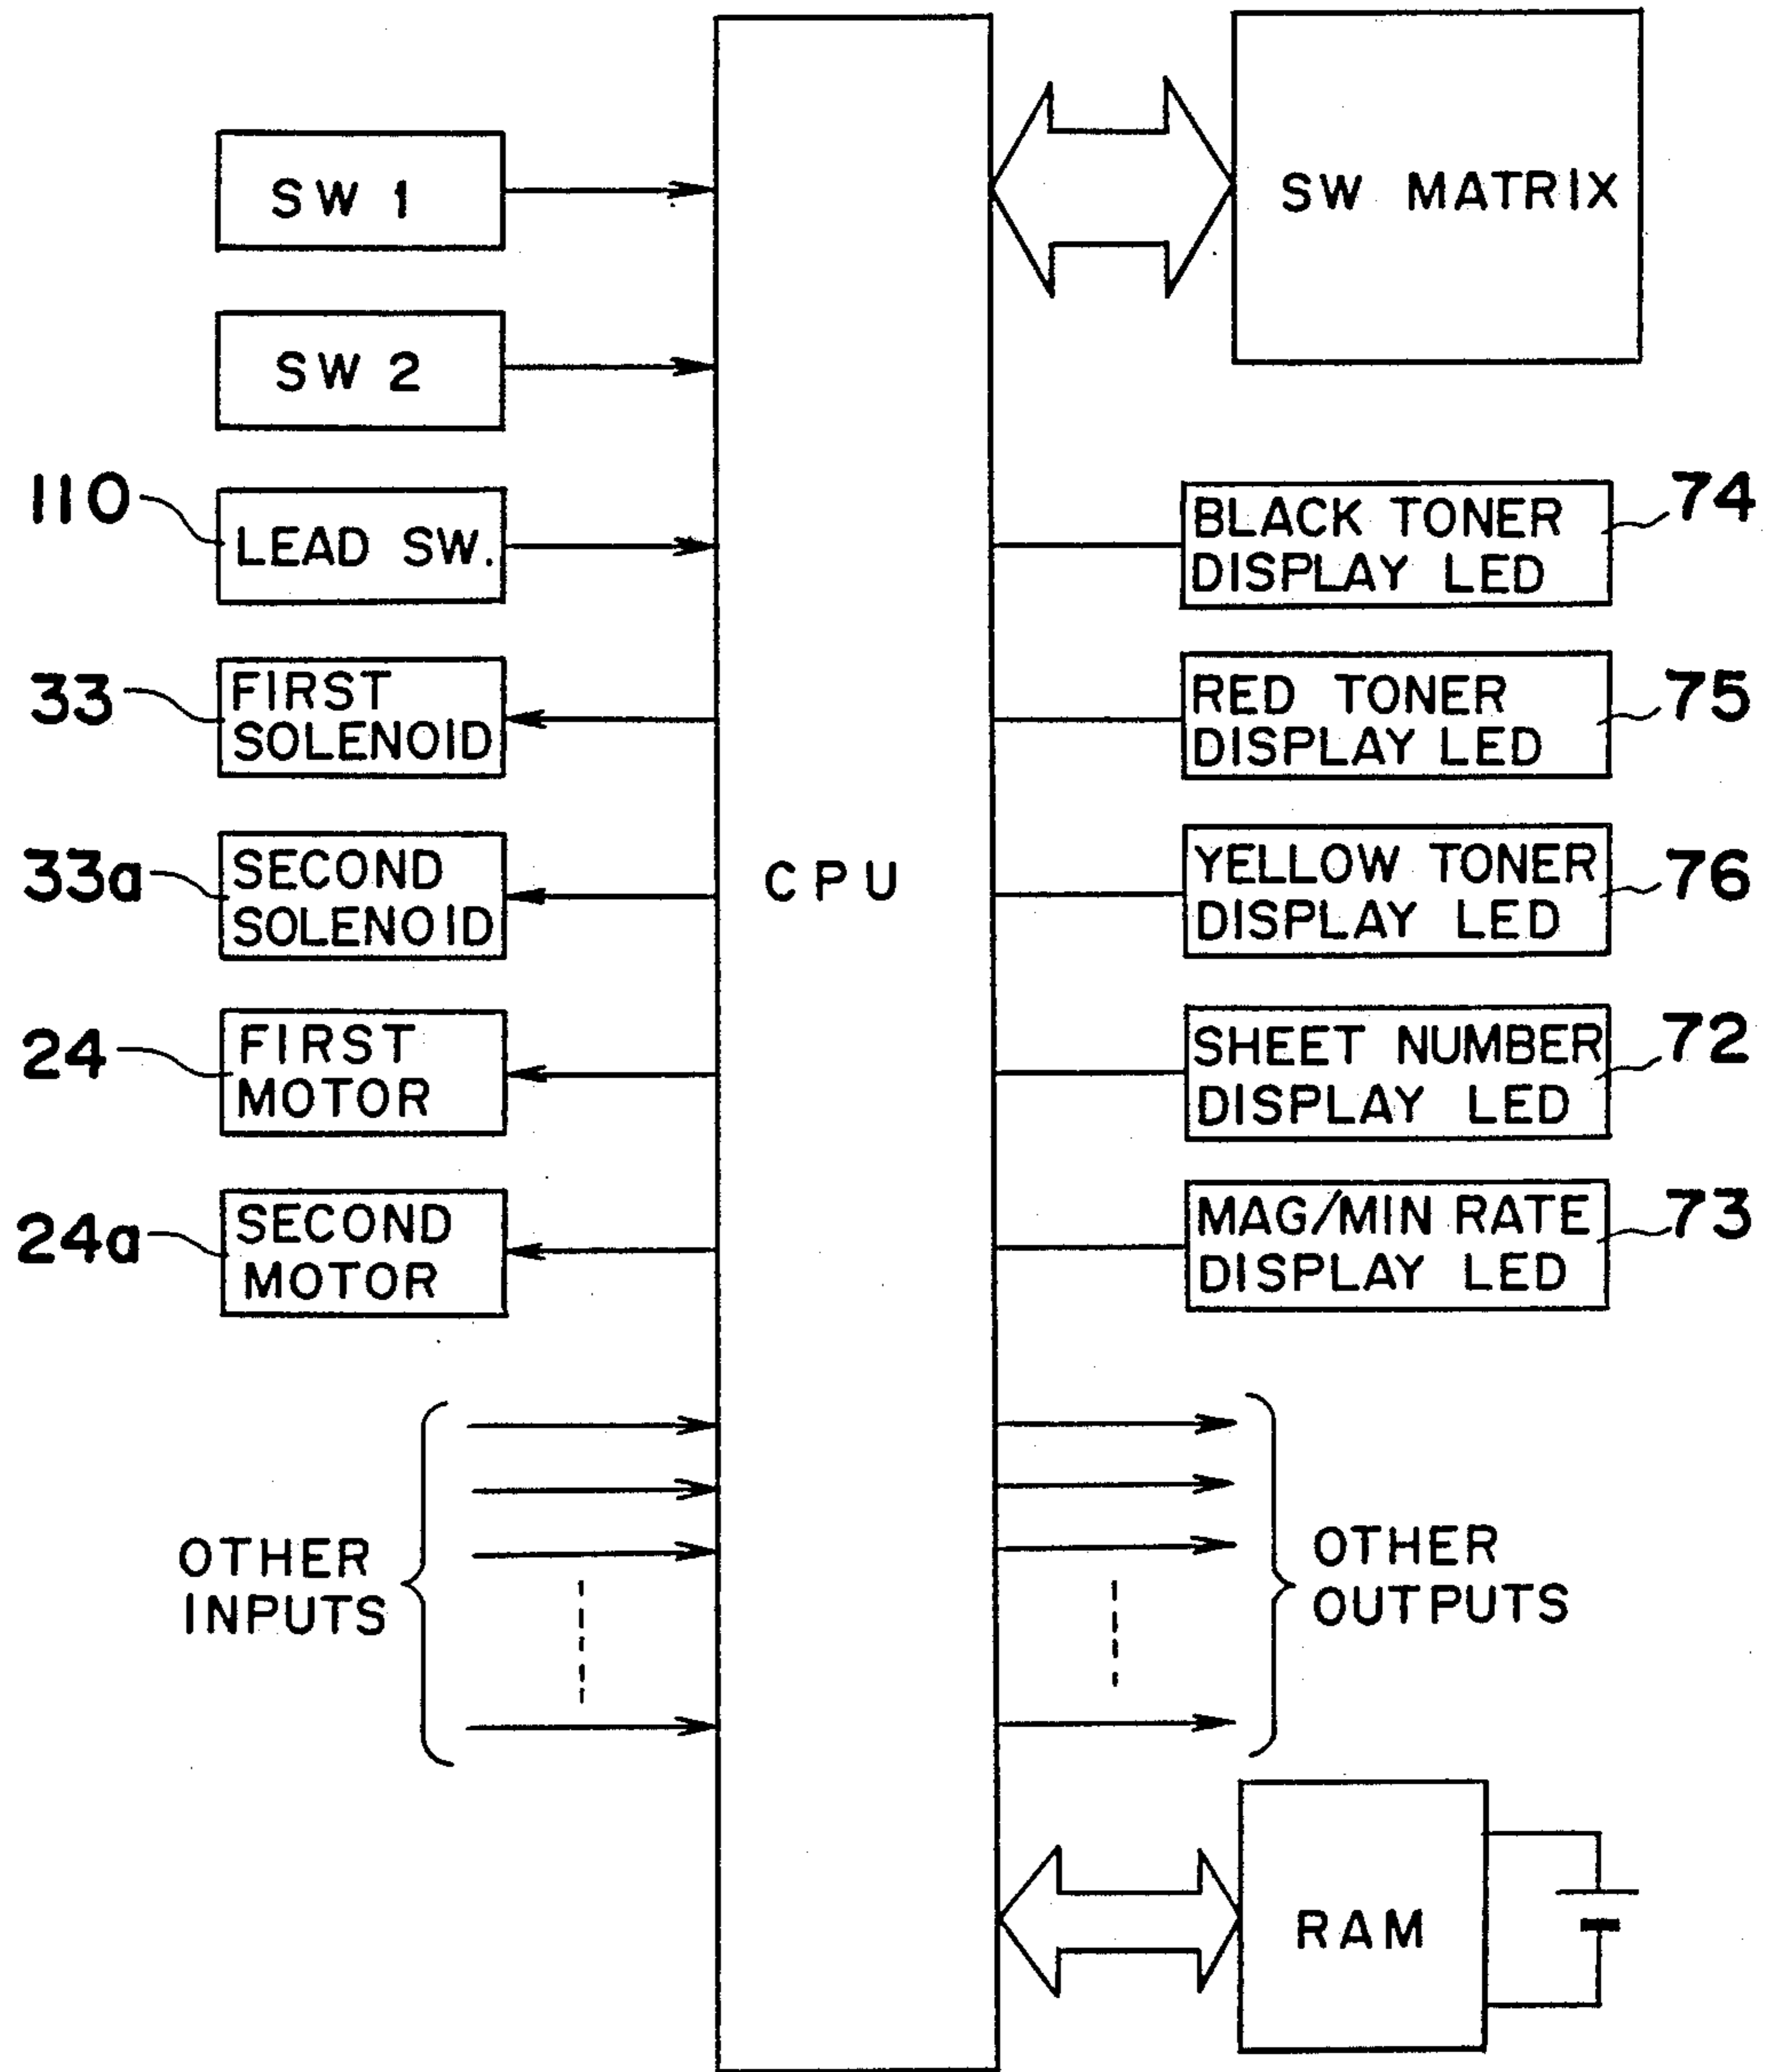 SW 1
SW 2
110
LEAD SW.
33
FIRST
SOLENOID
33a
SECOND
SOLENOID
24
FIRST
MOTOR
24a
SECOND
MOTOR
OTHER
INPUTS
CPU
SW MATRIX
BLACK TONER
DISPLAY LED
74
RED TONER
DISPLAY LED
75
YELLOW TONER
DISPLAY LED
76
SHEET NUMBER
DISPLAY LED
72
MAG/MIN RATE
DISPLAY LED
73
OTHER
OUTPUTS
RAM